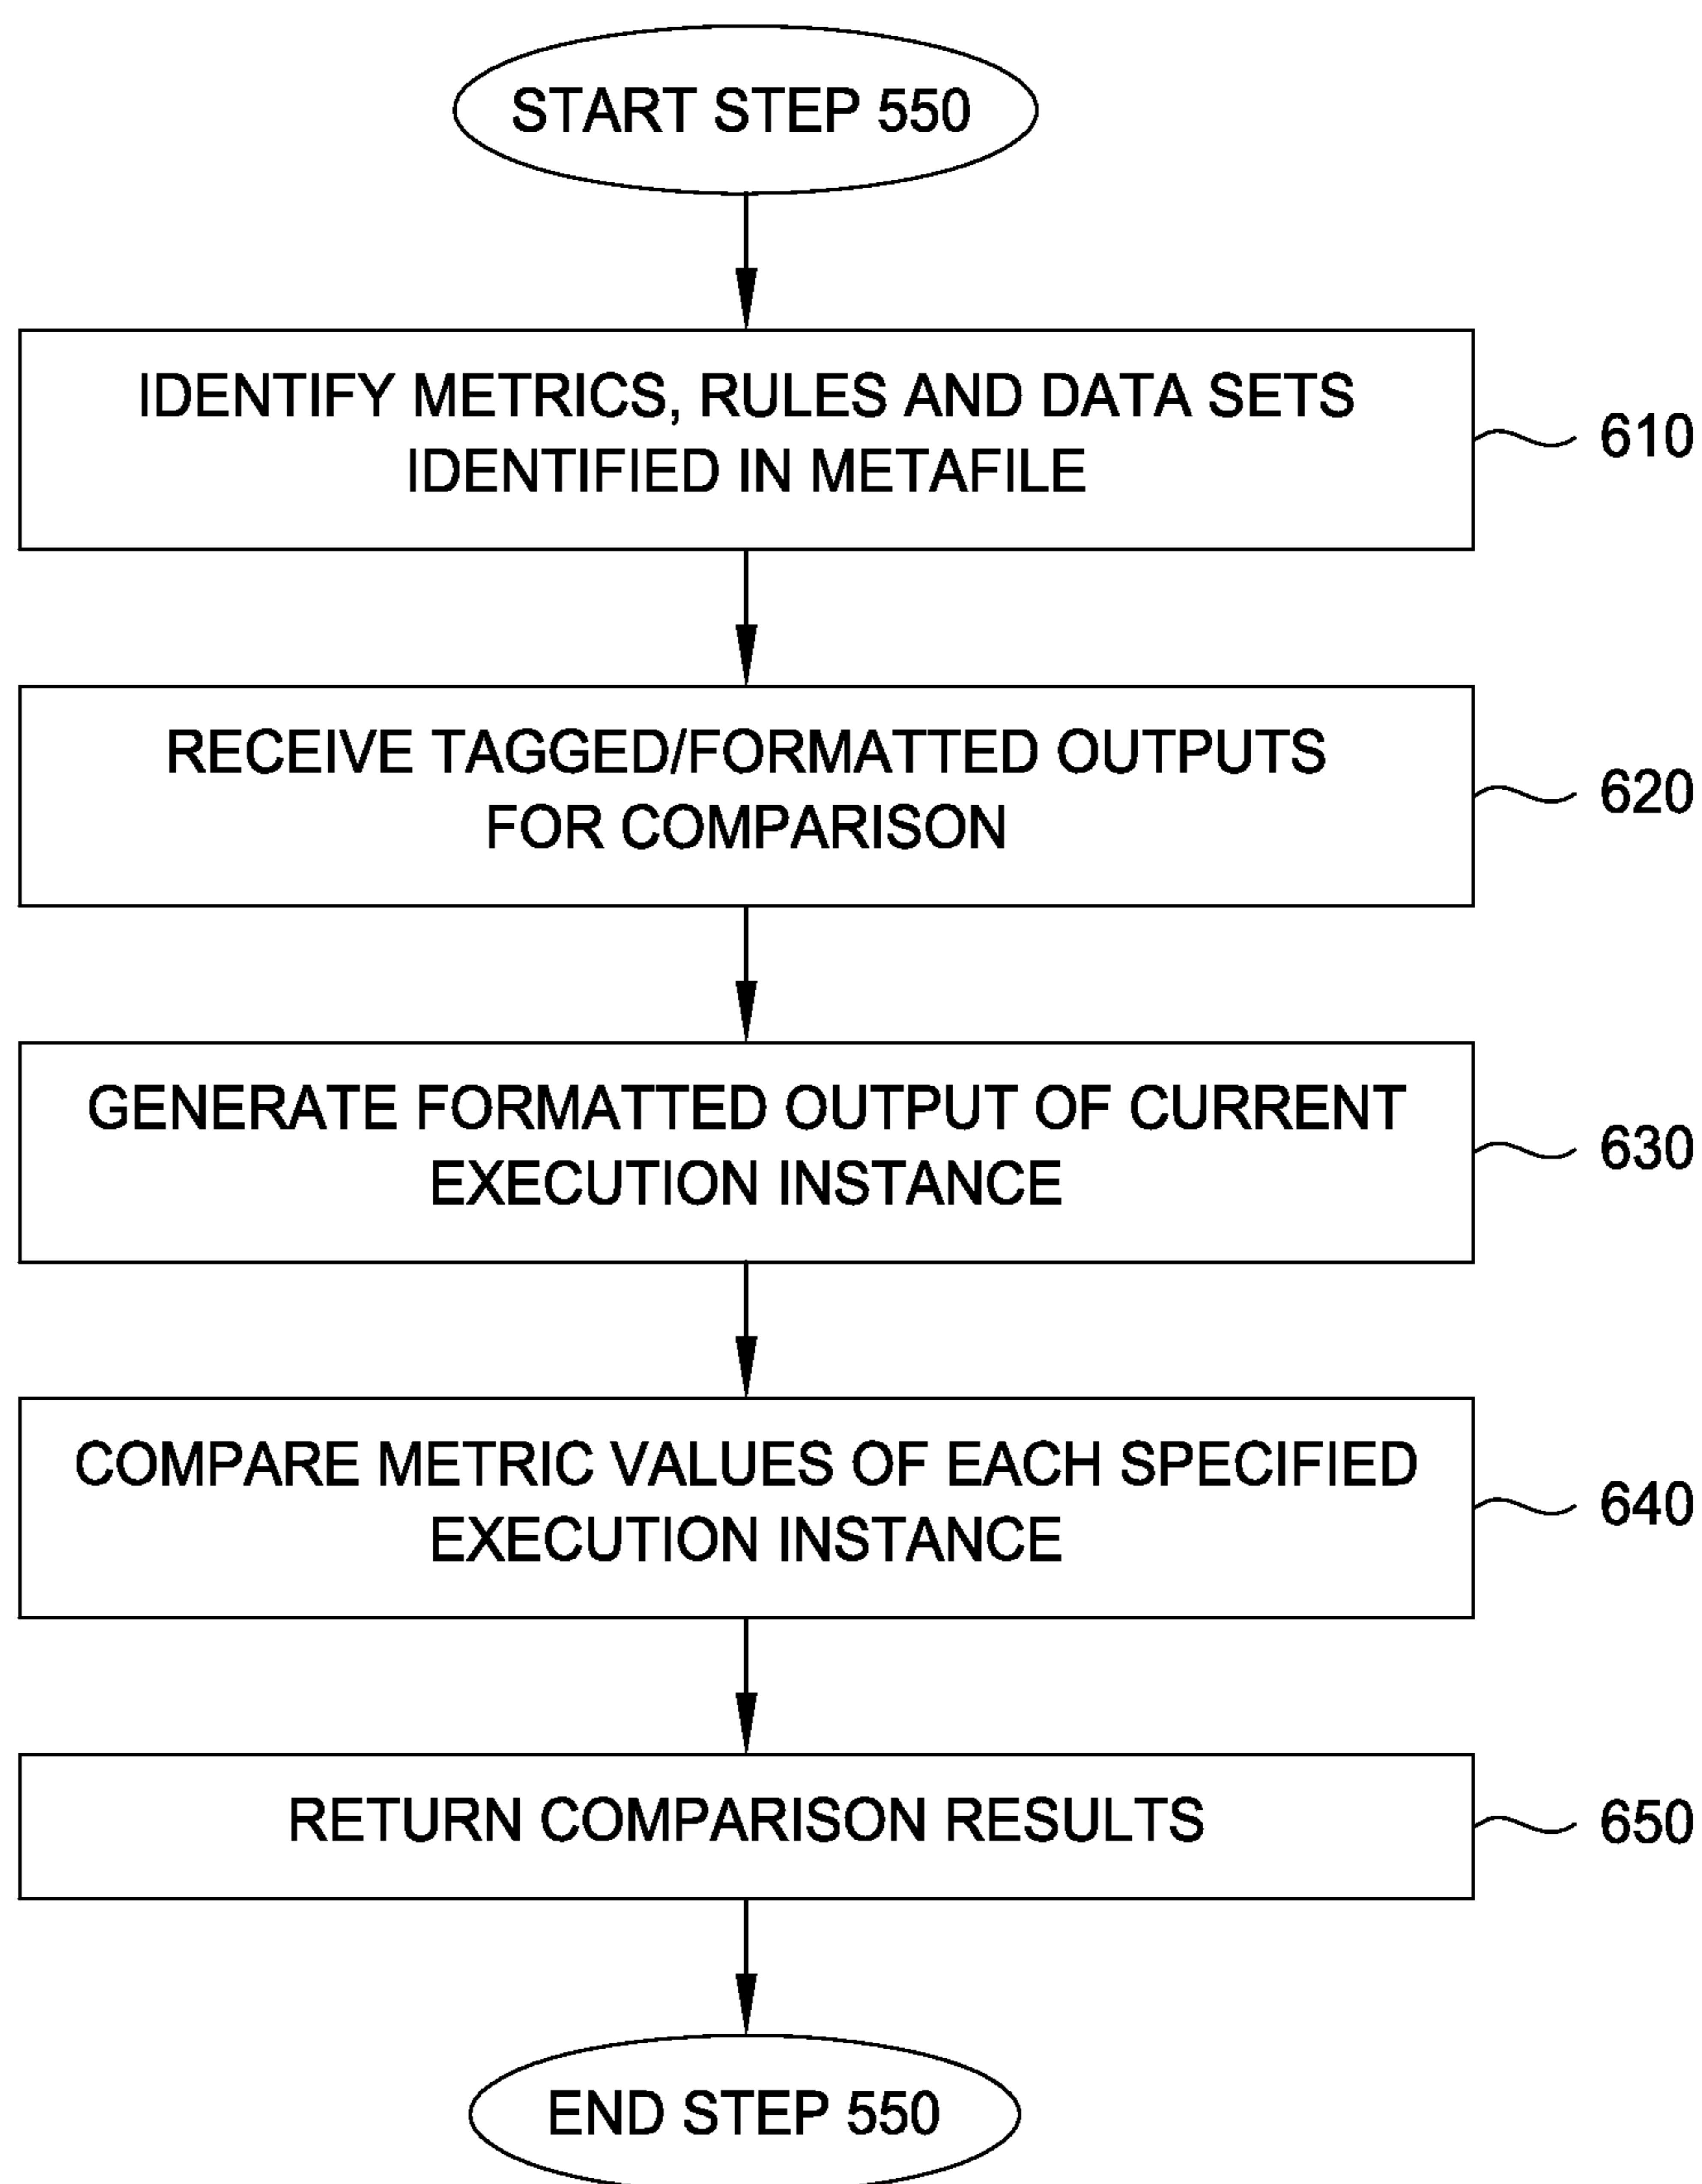 START STEP 550
IDENTIFY METRICS, RULES AND DATA SETS
IDENTIFIED IN METAFILE
610
RECEIVE TAGGED/FORMATTED OUTPUTS
FOR COMPARISON
620
GENERATE FORMATTED OUTPUT OF CURRENT
EXECUTION INSTANCE
630
COMPARE METRIC VALUES OF EACH SPECIFIED
EXECUTION INSTANCE
640
RETURN COMPARISON RESULTS
650
END STEP 550